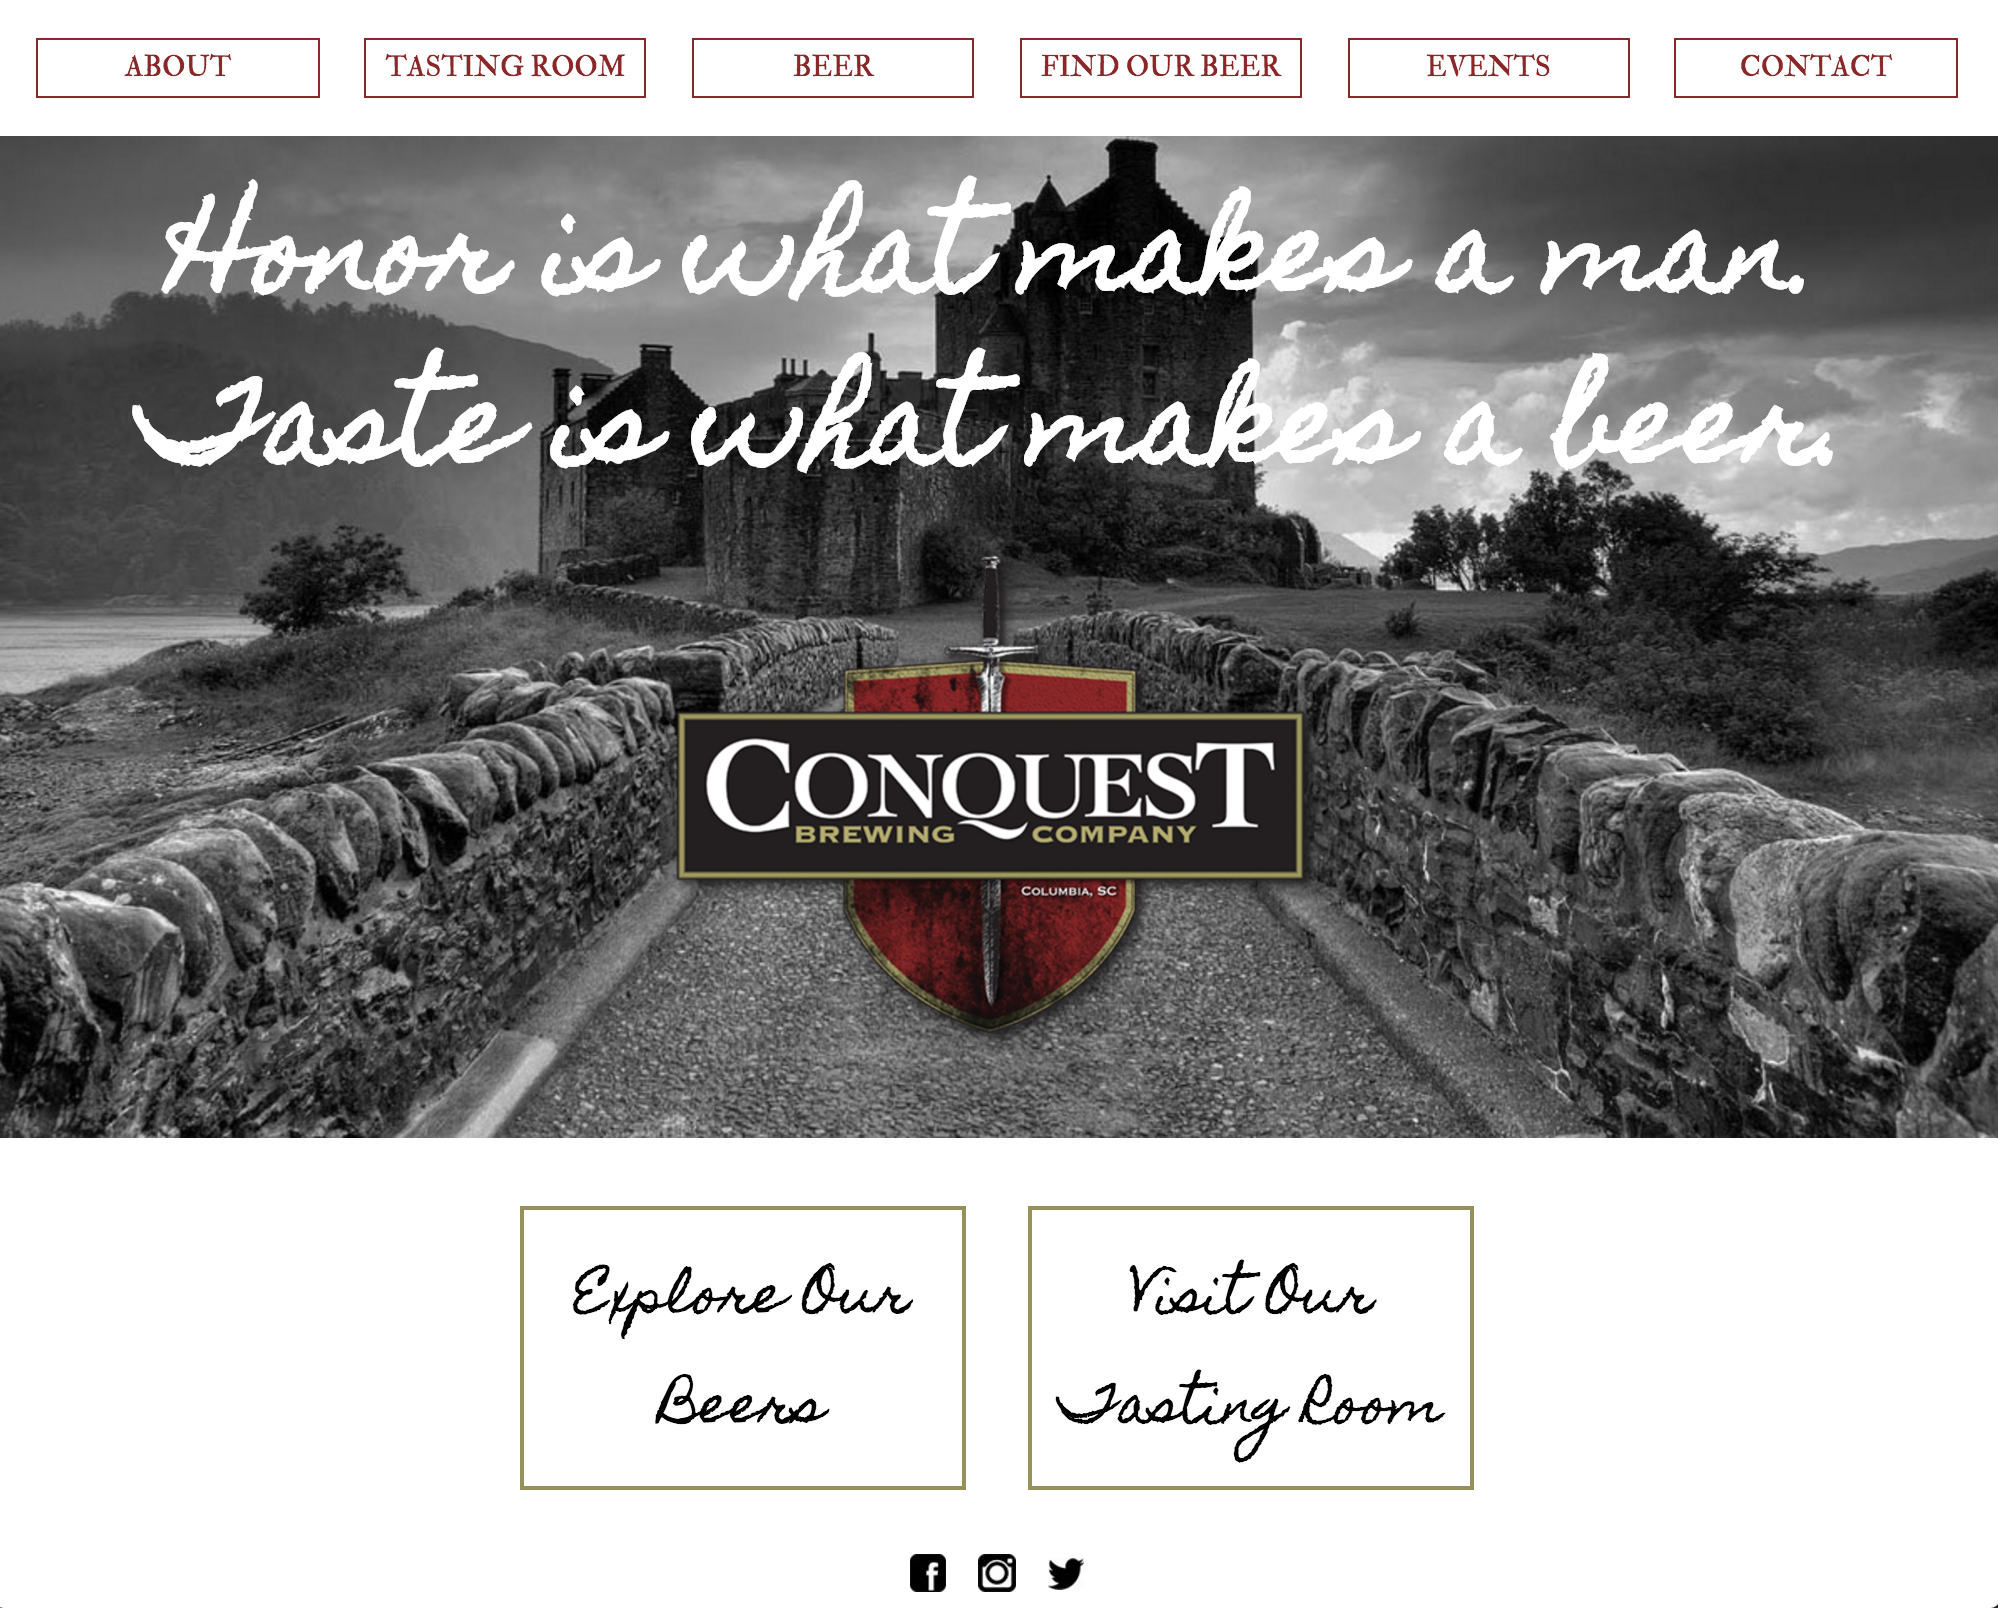 ABOUT
TASTING ROOM
BEER
FIND OUR BEER
EVENTS
CONTACT
Honor is what makes a man.
Taste is what makes a beer.
CONQUEST
BREWING COMPANY
COLUMBIA, SC
Explore Our
Beers
Visit Our
Tasting Room